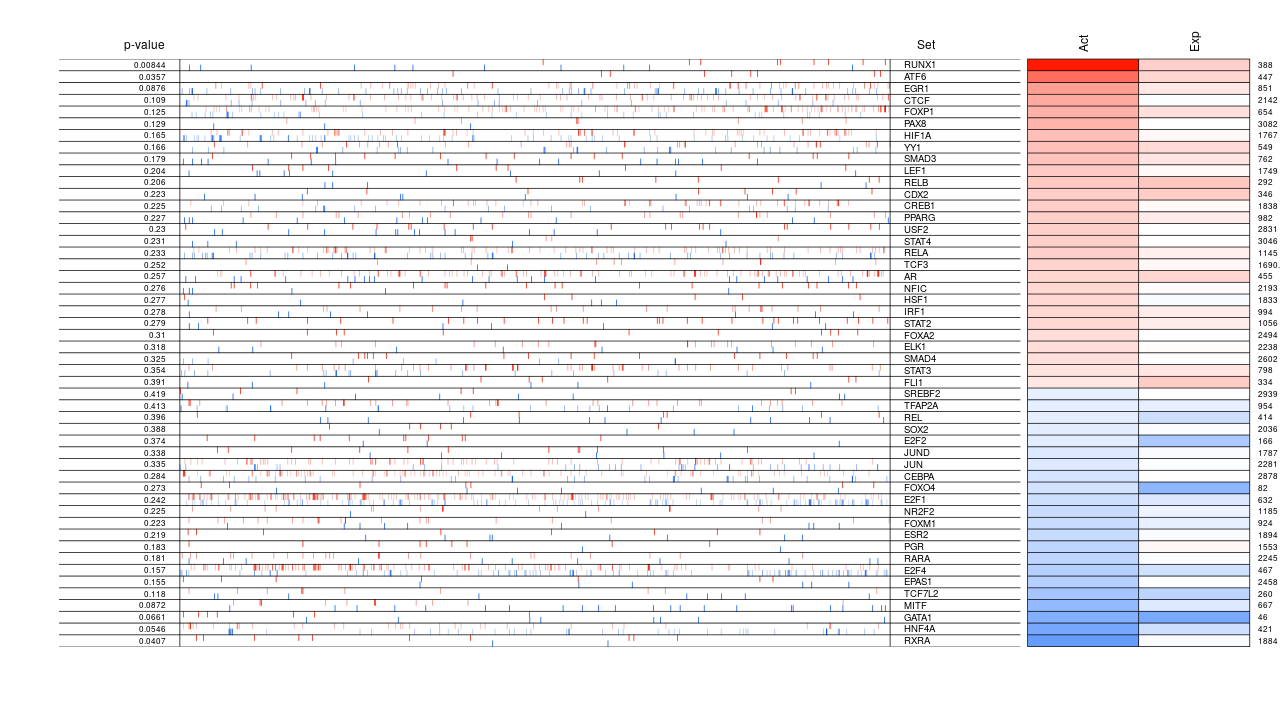 p-value Set Act Exp
0.00844 RUNX1 388
0.0357 ATF6 447
0.0876 EGR1 851
0.109 CTCF 2142
0.125 FOXP1 654
0.129 PAX8 3082
0.165 HIF1A 1767
0.166 YY1 549
0.179 SMAD3 762
0.204 LEF1 1749
0.206 RELB 292
0.223 CDX2 346
0.225 CREB1 1838
0.227 PPARG 982
0.23 USF2 2831
0.231 STAT4 3046
0.233 RELA 1145
0.252 TCF3 1690.
0.257 AR 455
0.276 NFIC 2193
0.277 HSF1 1833
0.278 IRF1 994
0.279 STAT2 1056
0.31 FOXA2 2494
0.318 ELK1 2238
0.325 SMAD4 2602
0.354 STAT3 798
0.391 FLI1 334
0.419 SREBF2 2939
0.413 TFAP2A 954
0.396 REL 414
0.388 SOX2 2036
0.374 E2F2 166
0.338 JUND 1787
0.335 JUN 2281
0.284 CEBPA 2878
0.273 FOXO4 82
0.242 E2F1 632
0.225 NR2F2 1185
0.223 FOXM1 924
0.219 ESR2 1894
0.183 PGR 1553
0.181 RARA 2245
0.157 E2F4 467
0.155 EPAS1 2458
0.118 TCF7L2 260
0.0872 MITF 667
0.0661 GATA1 46
0.0546 HNF4A 421
0.0407 RXRA 1884